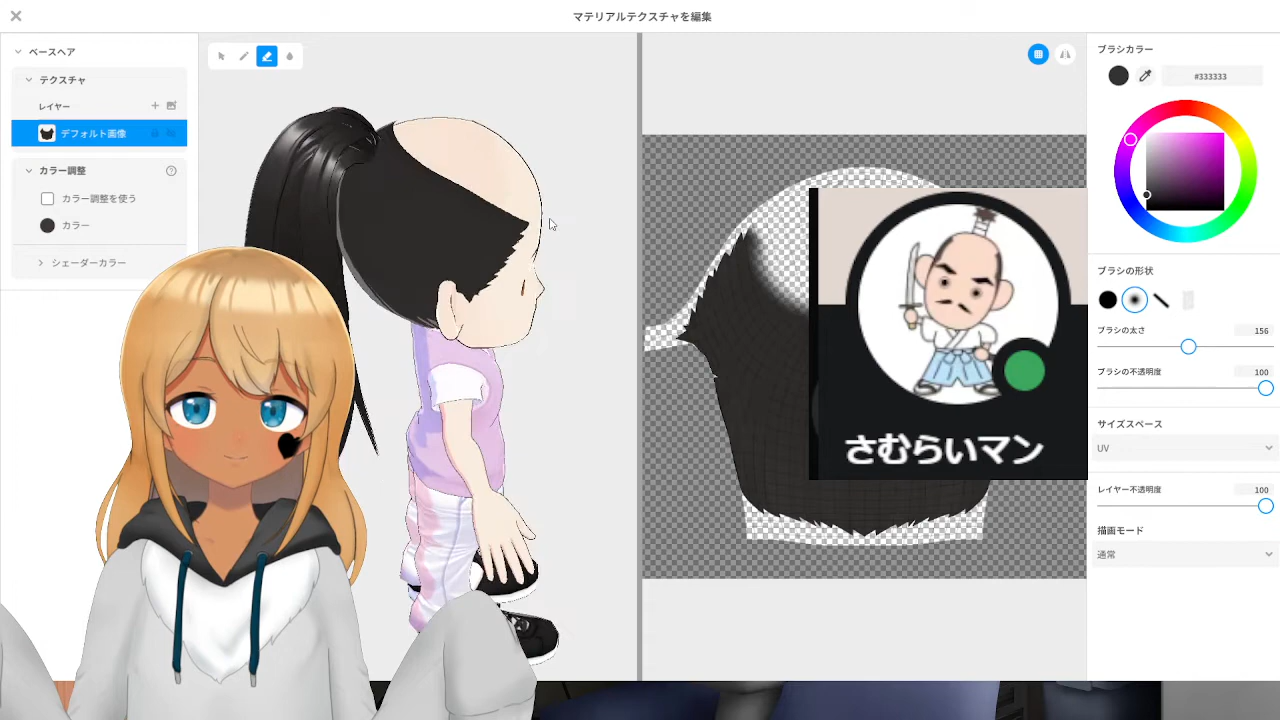 マテリアルテクスチャを編集
ベースヘア
テクスチャ
レイヤー
デフォルト画像
カラー調整
カラー調整を使う
カラー
シェーダーカラー
さむらいマン
ブラシカラー
#333333
ブラシの形状
ブラシの太さ
156
ブラシの不透明度
100
サイズスペース
UV
レイヤー不透明度
100
描画モード
通常